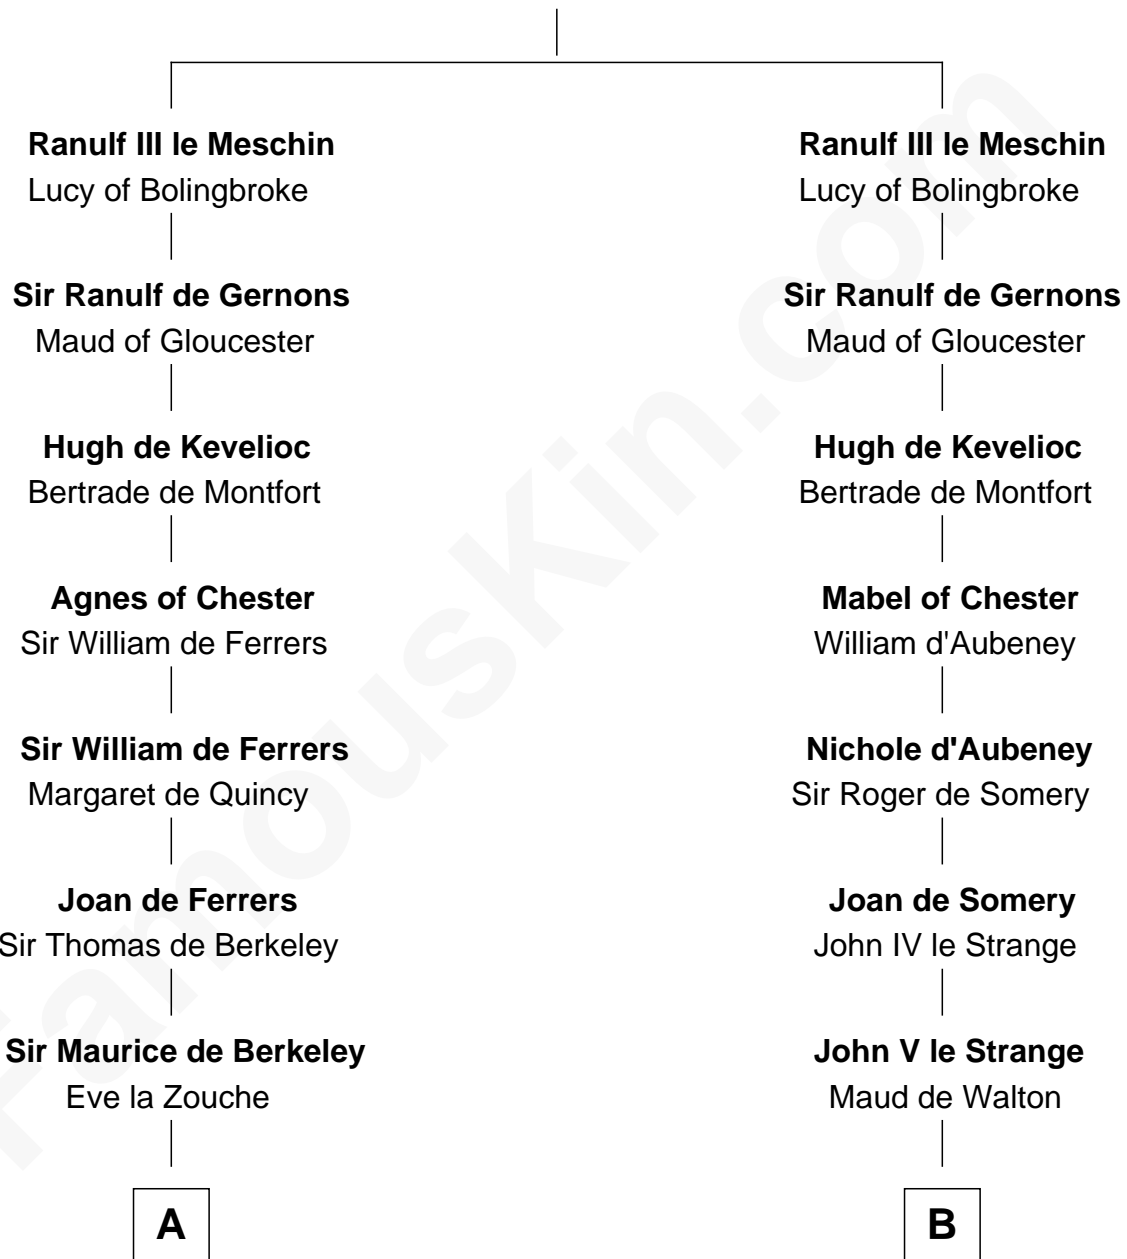 Ranulf III le Meschin
Lucy of Bolingbroke
Sir Ranulf de Gernons
Maud of Gloucester
Hugh de Kevelioc
Bertrade de Montfort
Agnes of Chester
Sir William de Ferrers
Sir William de Ferrers
Margaret de Quincy
Joan de Ferrers
Sir Thomas de Berkeley
Sir Maurice de Berkeley
Eve la Zouche
A
Ranulf III le Meschin
Lucy of Bolingbroke
Sir Ranulf de Gernons
Maud of Gloucester
Hugh de Kevelioc
Bertrade de Montfort
Mabel of Chester
William d'Aubeney
Nichole d'Aubeney
Sir Roger de Somery
Joan de Somery
John IV le Strange
John V le Strange
Maud de Walton
B
FamousKin.com